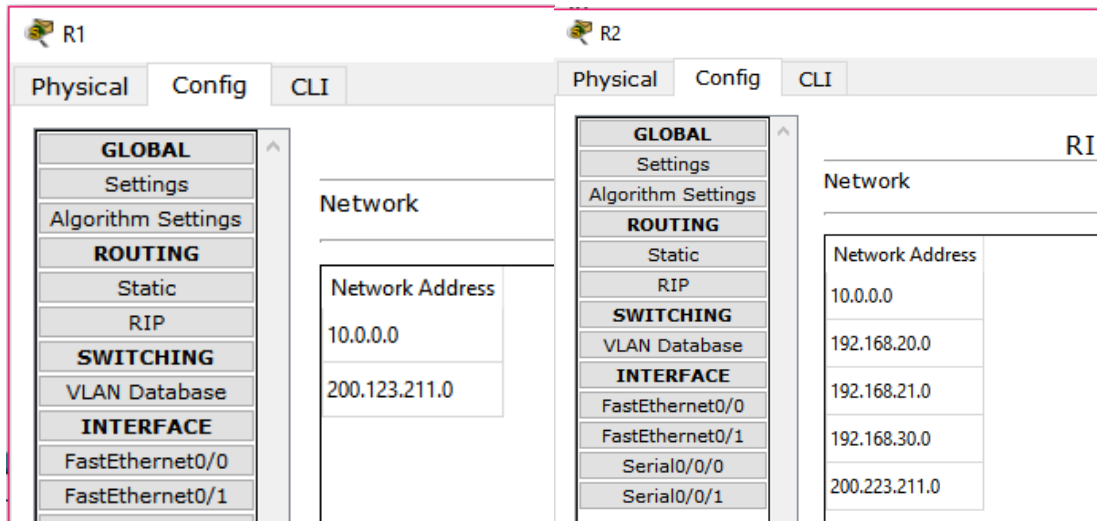 R1
Physical
Config
CLI
GLOBAL
Settings
Algorithm Settings
ROUTING
Static
RIP
SWITCHING
VLAN Database
INTERFACE
FastEthernet0/0
FastEthernet0/1
Network
Network Address
10.0.0.0
200.123.211.0
R2
Physical
Config
CLI
GLOBAL
Settings
Algorithm Settings
ROUTING
Static
RIP
SWITCHING
VLAN Database
INTERFACE
FastEthernet0/0
FastEthernet0/1
Serial0/0/0
Serial0/0/1
RI
Network
Network Address
10.0.0.0
192.168.20.0
192.168.21.0
192.168.30.0
200.223.211.0